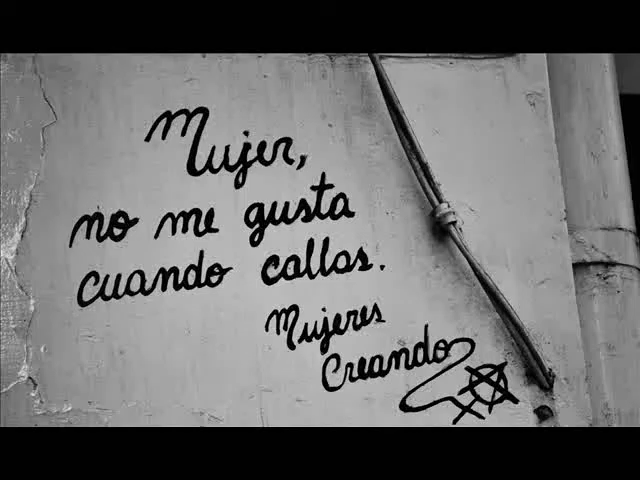 Mujer,
no me gusta
cuando callas.
Mujeres
Creando